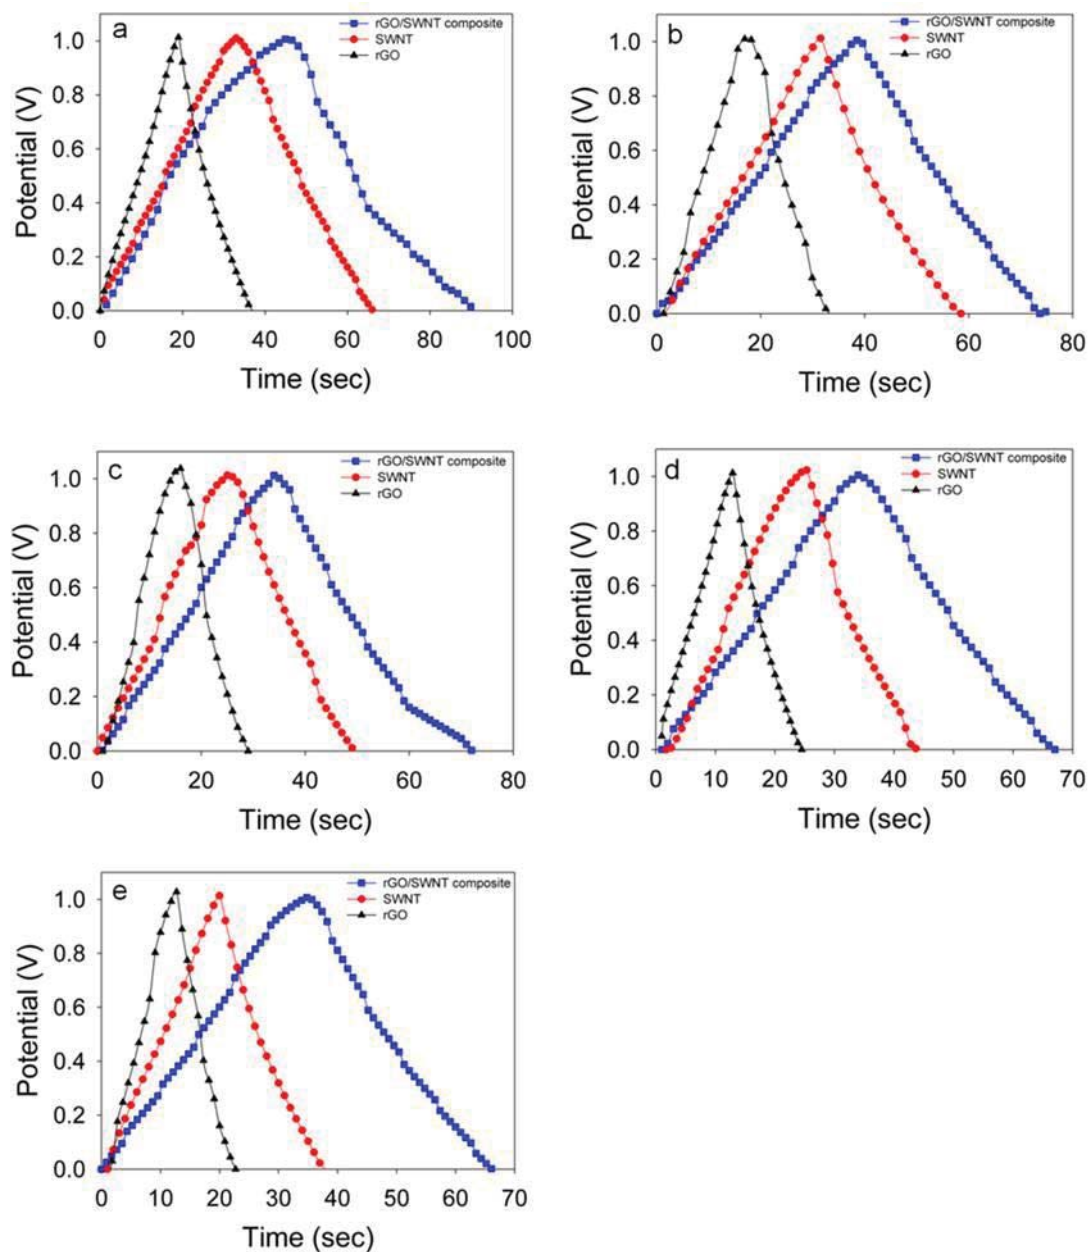 a
rGO/SWNT composite
SWNT
rGO
1.0
0.8
0.6
0.4
0.2
0.0
Potential (V)
0 20 40 60 80 100
Time (sec)
b
rGO/SWNT composite
SWNT
rGO
1.0
0.8
0.6
0.4
0.2
0.0
Potential (V)
0 20 40 60 80
Time (sec)
c
rGO/SWNT composite
SWNT
rGO
1.0
0.8
0.6
0.4
0.2
0.0
Potential (V)
0 20 40 60 80
Time (sec)
d
rGO/SWNT composite
SWNT
rGO
1.0
0.8
0.6
0.4
0.2
0.0
Potential (V)
0 10 20 30 40 50 60 70
Time (sec)
e
rGO/SWNT composite
SWNT
rGO
1.0
0.8
0.6
0.4
0.2
0.0
Potential (V)
0 10 20 30 40 50 60 70
Time (sec)